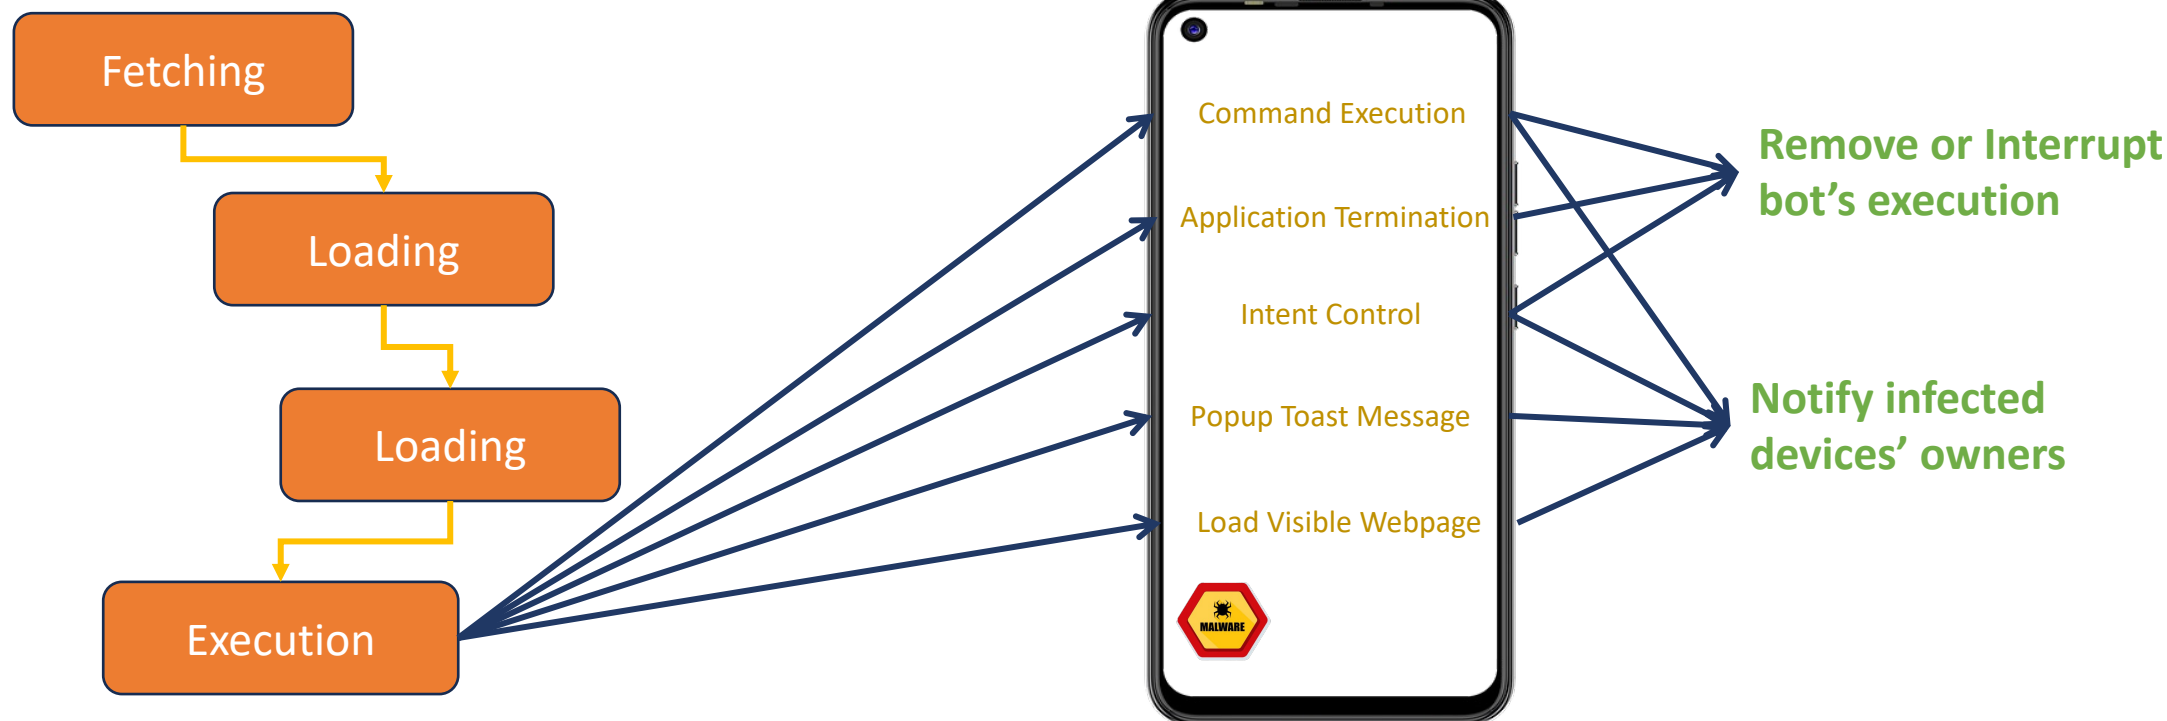 Fetching
Loading
Loading
Execution
Command Execution
Application Termination
Intent Control
Popup Toast Message
Load Visible Webpage
MALWARE
Remove or Interrupt
bot’s execution
Notify infected
devices’ owners